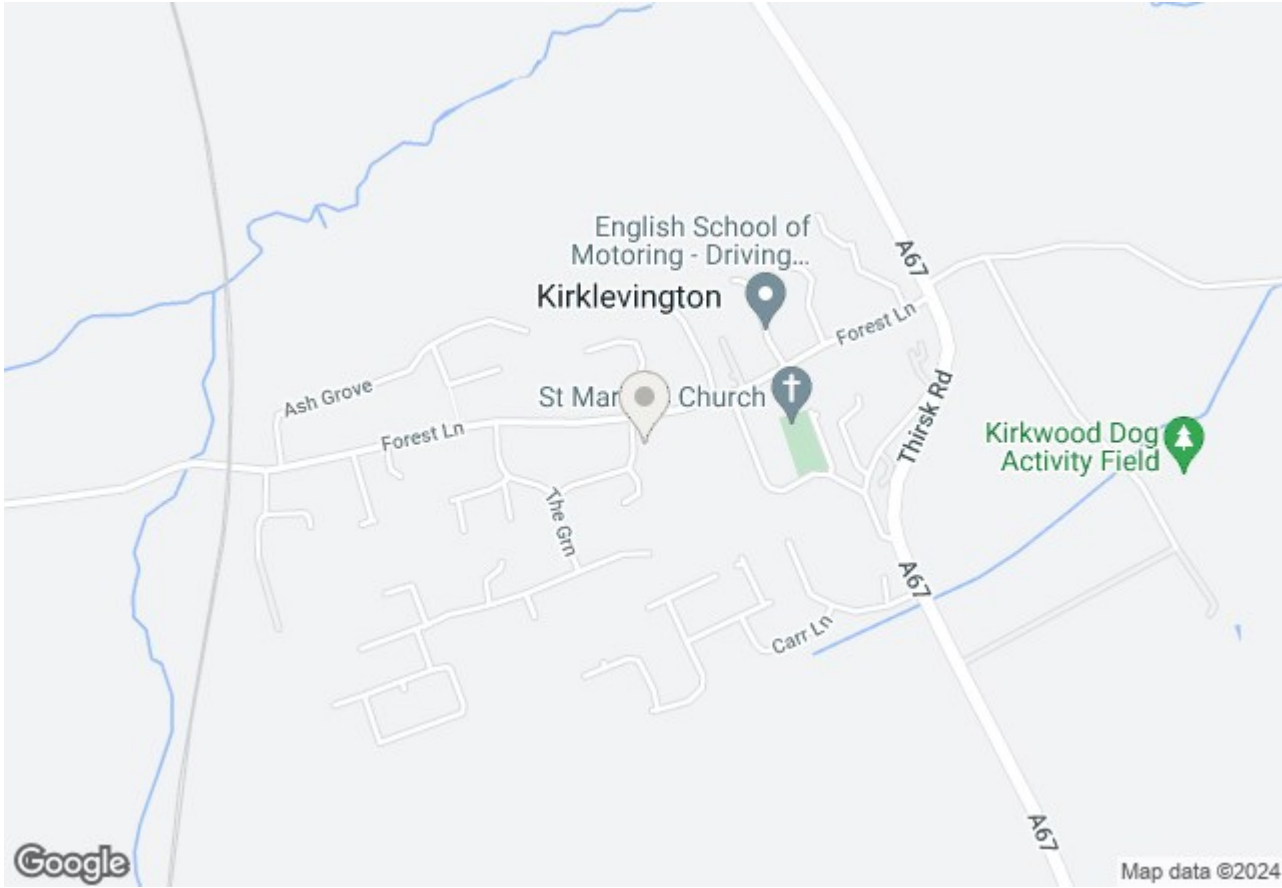 English School of
Motoring - Driving...
A67
Kirklevington
Forest Ln
Ash Grove
St Mar
Church
Thirsk Rd
Forest Ln
Kirkwood Dog
Activity Field
The Grn
A67
Carr Ln
A67
Google
Map data ©2024